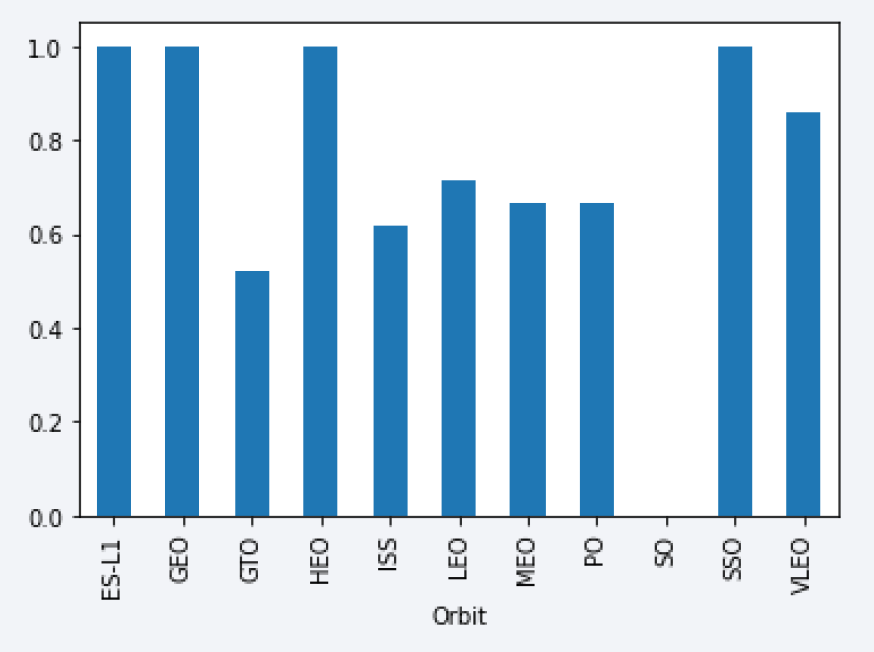 1.0
0.8
0.6
0.4
0.2
0.0
ES-L1
GEO
GTO
HEO
ISS
LEO
MEO
PO
SO
SSO
VLEO
Orbit